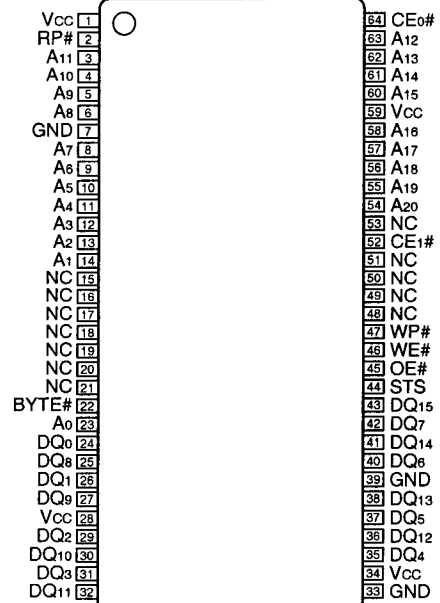 VCC 1 64 CE0#
RP# 2 63 A12
A11 3 62 A13
A10 4 61 A14
A9 5 60 A15
A8 6 59 VCC
GND 7 58 A16
A7 8 57 A17
A6 9 56 A18
A5 10 55 A19
A4 11 54 A20
A3 12 53 NC
A2 13 52 CE1#
A1 14 51 NC
NC 15 50 NC
NC 16 49 NC
NC 17 48 NC
NC 18 47 WP#
NC 19 46 WE#
NC 20 45 OE#
NC 21 44 STS
BYTE# 22 43 DQ15
A0 23 42 DQ7
DQ0 24 41 DQ14
DQ8 25 40 DQ6
DQ1 26 39 GND
DQ9 27 38 DQ13
VCC 28 37 DQ5
DQ2 29 36 DQ12
DQ10 30 35 DQ4
DQ3 31 34 VCC
DQ11 32 33 GND